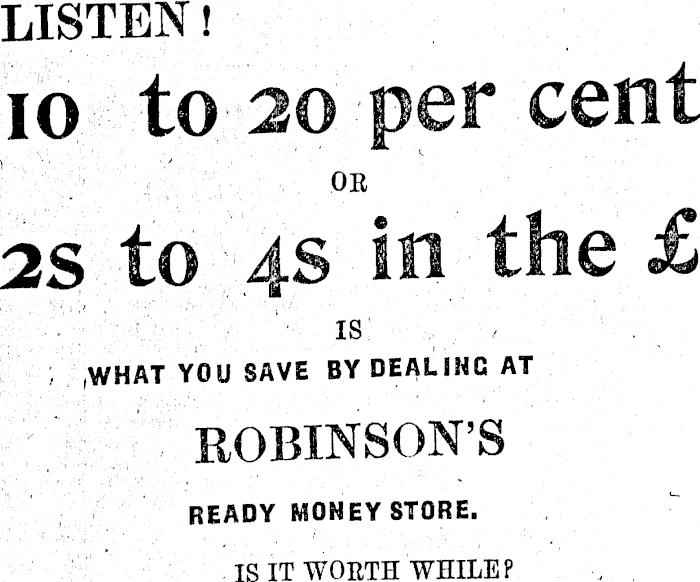 LISTEN!
10 to 20 per cent
OR
2s to 4s in the £
IS
WHAT YOU SAVE BY DEALING AT
ROBINSON'S
READY MONEY STORE.
IS IT WORTH WHILE?